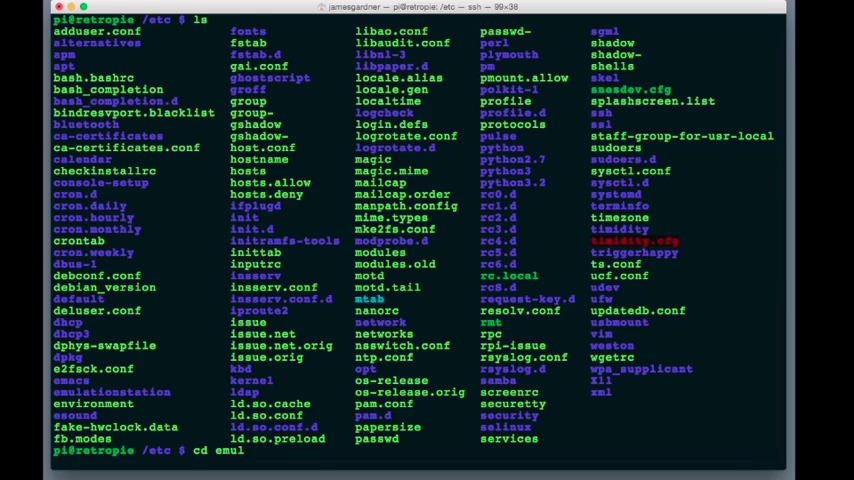 jamesgardner — pi@retropie: /etc — ssh — 99×38
pi@retropie /etc $ ls
adduser.conf fonts libao.conf passwd- sgml
alternatives fstab libaudit.conf perl shadow
apm fstab.d libnl-3 plymouth shadow-
apt gai.conf libpaper.d pm shells
bash.bashrc ghostscript locale.alias pmount.allow skel
bash_completion groff locale.gen polkit-1 snesdev.cfg
bash_completion.d group localtime profile splashscreen.list
bindresvport.blacklist group- logcheck profile.d ssh
bluetooth gshadow login.defs protocols ssl
ca-certificates gshadow- logrotate.conf pulse staff-group-for-usr-local
ca-certificates.conf host.conf logrotate.d python sudoers
calendar hostname magic python2.7 sudoers.d
checkinstallrc hosts magic.mime python3 sysctl.conf
console-setup hosts.allow mailcap python3.2 sysctl.d
cron.d hosts.deny mailcap.order rc0.d systemd
cron.daily ifplugd manpath.config rc1.d terminfo
cron.hourly init mime.types rc2.d timezone
cron.monthly init.d mke2fs.conf rc3.d timidity
crontab initramfs-tools modprobe.d rc4.d timidity.cfg
cron.weekly inittab modules rc5.d triggerhappy
dbus-1 inputrc modules.old rc6.d ts.conf
debconf.conf insserv motd rc.local ucf.conf
debian_version insserv.conf motd.tail rcS.d udev
default insserv.conf.d mtab request-key.d ufw
deluser.conf iproute2 nanorc resolv.conf updatedb.conf
dhcp issue network rmt usbmount
dhcp3 issue.net networks rpc vim
dphys-swapfile issue.net.orig nsswitch.conf rpi-issue weston
dpkg issue.orig ntp.conf rsyslog.conf wgetrc
e2fsck.conf kbd opt rsyslog.d wpa_supplicant
emacs kernel os-release samba X11
emulationstation ldap os-release.orig screenrc xml
environment ld.so.cache pam.conf securetty
esound ld.so.conf pam.d security
fake-hwclock.data ld.so.conf.d papersize selinux
fb.modes ld.so.preload passwd services
pi@retropie /etc $ cd emul